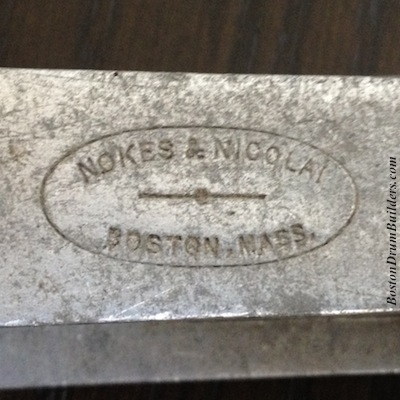 NOKES & NICOLAI
BOSTON, MASS.
BostonDrumBuilders.com